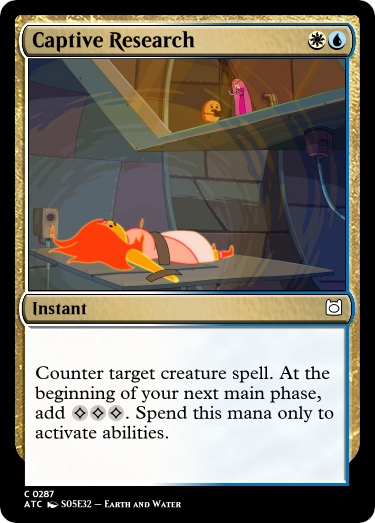 Captive Research
Instant
Counter target creature spell. At the
beginning of your next main phase,
add . Spend this mana only to
activate abilities.
C 0287
ATC S05E32 – Earth and Water